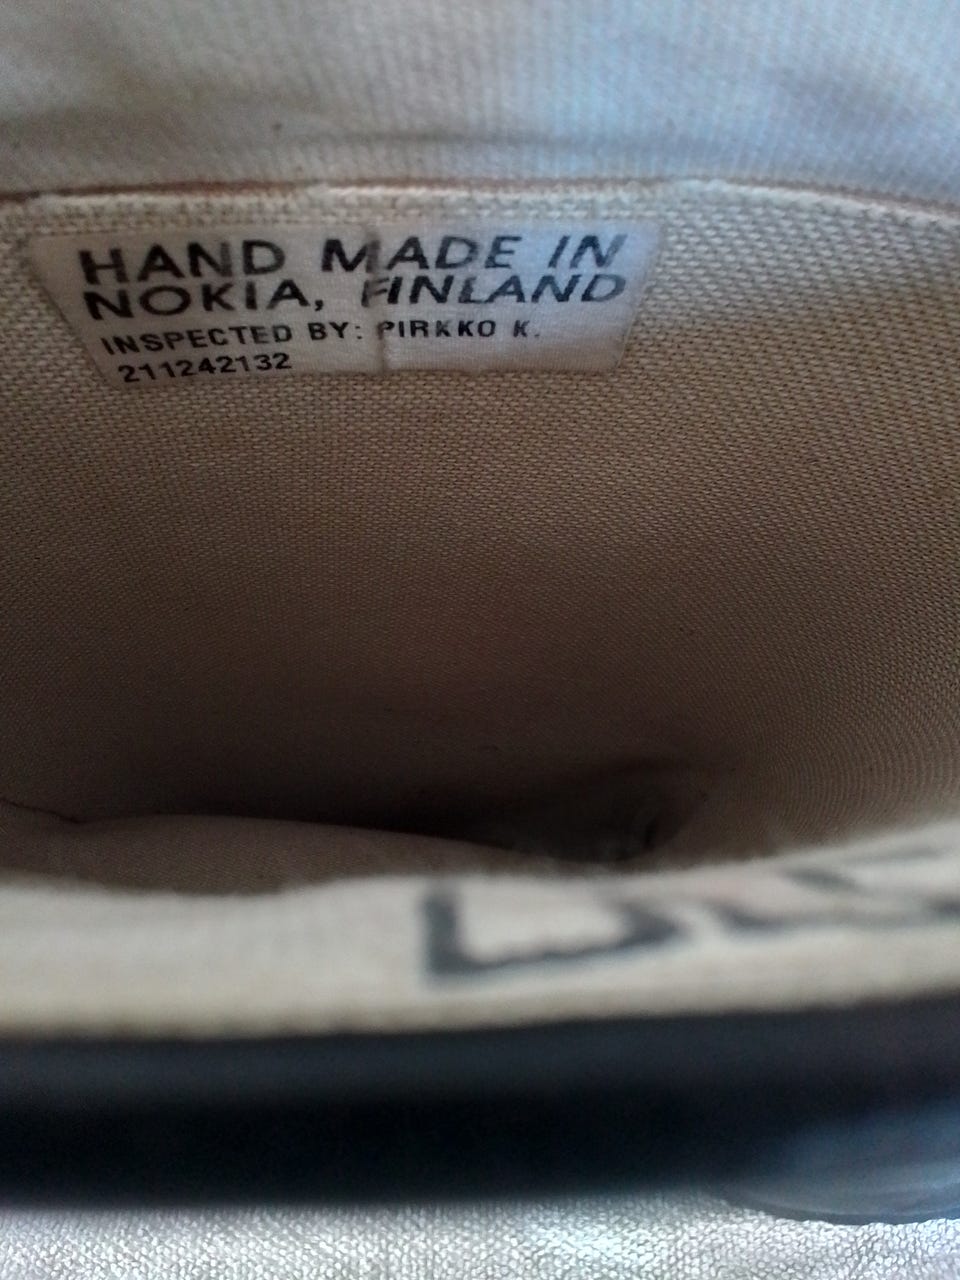 HAND MADE IN
NOKIA, FINLAND
INSPECTED BY: PIRKKO K.
211242132